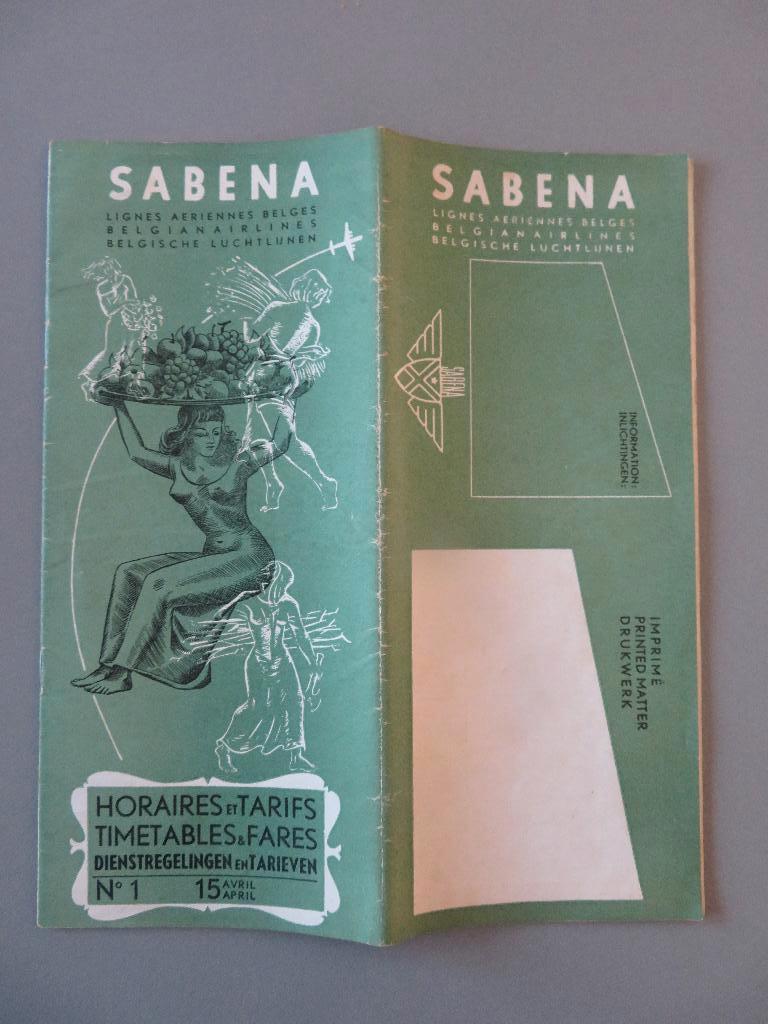 SABENA
LIGNES AERIENNES BELGES
BELGIAN AIRLINES
BELGISCHE LUCHTLIJNEN
HORAIRES ET TARIFS
TIMETABLES & FARES
DIENSTREGELINGEN EN TARIEVEN
Nº 1 15 AVRIL APRIL
SABENA
LIGNES AERIENNES BELGES
BELGIAN AIRLINES
BELGISCHE LUCHTLIJNEN
SABENA
INFORMATION:
INLICHTINGEN:
IMPRIMÉ
PRINTED MATTER
DRUKWERK